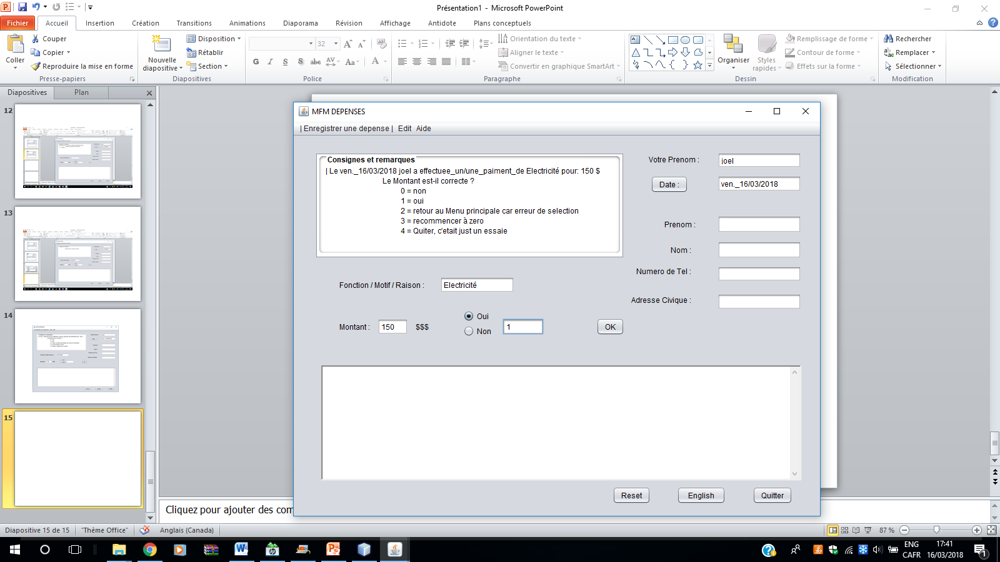 Présentation1 - Microsoft PowerPoint
Fichier Accueil Insertion Création Transitions Animations Diaporama Révision Affichage Antidote Plans conceptuels
Coller
Couper
Copier
Reproduire la mise en forme
Presse-papiers
Nouvelle diapositive
Disposition
Rétablir
Section
Diapositives
32
G I S S abc AV Aa A
Police
Orientation du texte
Aligner le texte
Convertir en graphique SmartArt
Paragraphe
Organiser
Styles rapides
Remplissage de forme
Contour de forme
Effets sur la forme
Dessin
Rechercher
Remplacer
Sélectionner
Modification
Diapositives Plan
12
13
14
15
MFM DEPENSES
| Enregistrer une depense | Edit Aide
Consignes et remarques
| Le ven._16/03/2018 joel a effectuee_un/une_paiment_de Electricité pour: 150 $
Le Montant est-il correcte ?
0 = non
1 = oui
2 = retour au Menu principale car erreur de selection
3 = recommencer à zero
4 = Quiter, c'etait just un essaie
Votre Prenom : joel
Date : ven._16/03/2018
Prenom :
Nom :
Numero de Tel :
Adresse Civique :
Fonction / Motif / Raison : Electricité
Montant : 150 $$$
Oui
Non
1
OK
Reset English Quitter
Cliquez pour ajouter des com
Diapositive 15 de 15 "Thème Office" Anglais (Canada) 87 %
ENG
CAFR
17:41
16/03/2018
1